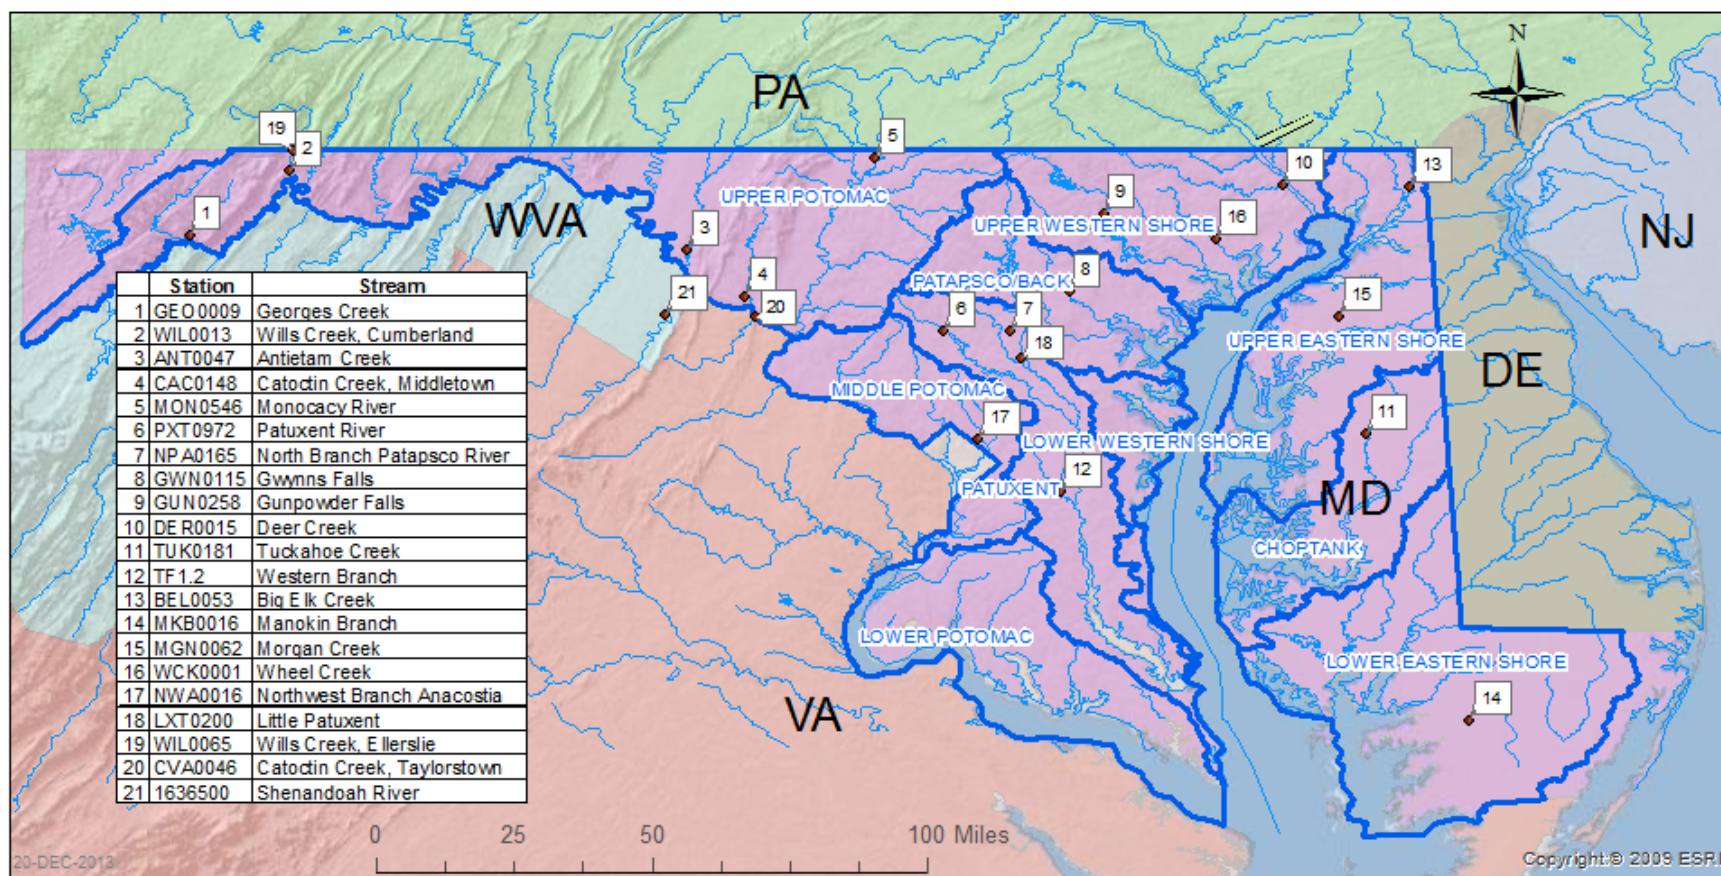 N
PA
19
2
5
10
13
UPPER POTOMAC
9
1
WVA
3
UPPER WESTERN SHORE
16
NJ
4
PATAPSCO/BACK
8
21
20
6
7
15
18
UPPER EASTERN SHORE
DE
MIDDLE POTOMAC
17
11
LOWER WESTERN SHORE
12
PATUXENT
MD
CHOPTANK
LOWER POTOMAC
LOWER EASTERN SHORE
VA
14
Station Stream
1 GEO0009 Georges Creek
2 WIL0013 Wills Creek, Cumberland
3 ANT0047 Antietam Creek
4 CAC0148 Catoctin Creek, Middletown
5 MON0546 Monocacy River
6 PXT0972 Patuxent River
7 NPA0165 North Branch Patapsco River
8 GWN0115 Gwynns Falls
9 GUN0258 Gunpowder Falls
10 DER0015 Deer Creek
11 TUK0181 Tuckahoe Creek
12 TF1.2 Western Branch
13 BEL0053 Big Elk Creek
14 MKB0016 Manokin Branch
15 MGN0062 Morgan Creek
16 WCK0001 Wheel Creek
17 NWA0016 Northwest Branch Anacostia
18 LXT0200 Little Patuxent
19 WIL0065 Wills Creek, Ellerslie
20 CVA0046 Catoctin Creek, Taylorstown
21 1636500 Shenandoah River
0 25 50 100 Miles
20-DEC-2013
Copyright:© 2009 ESRI